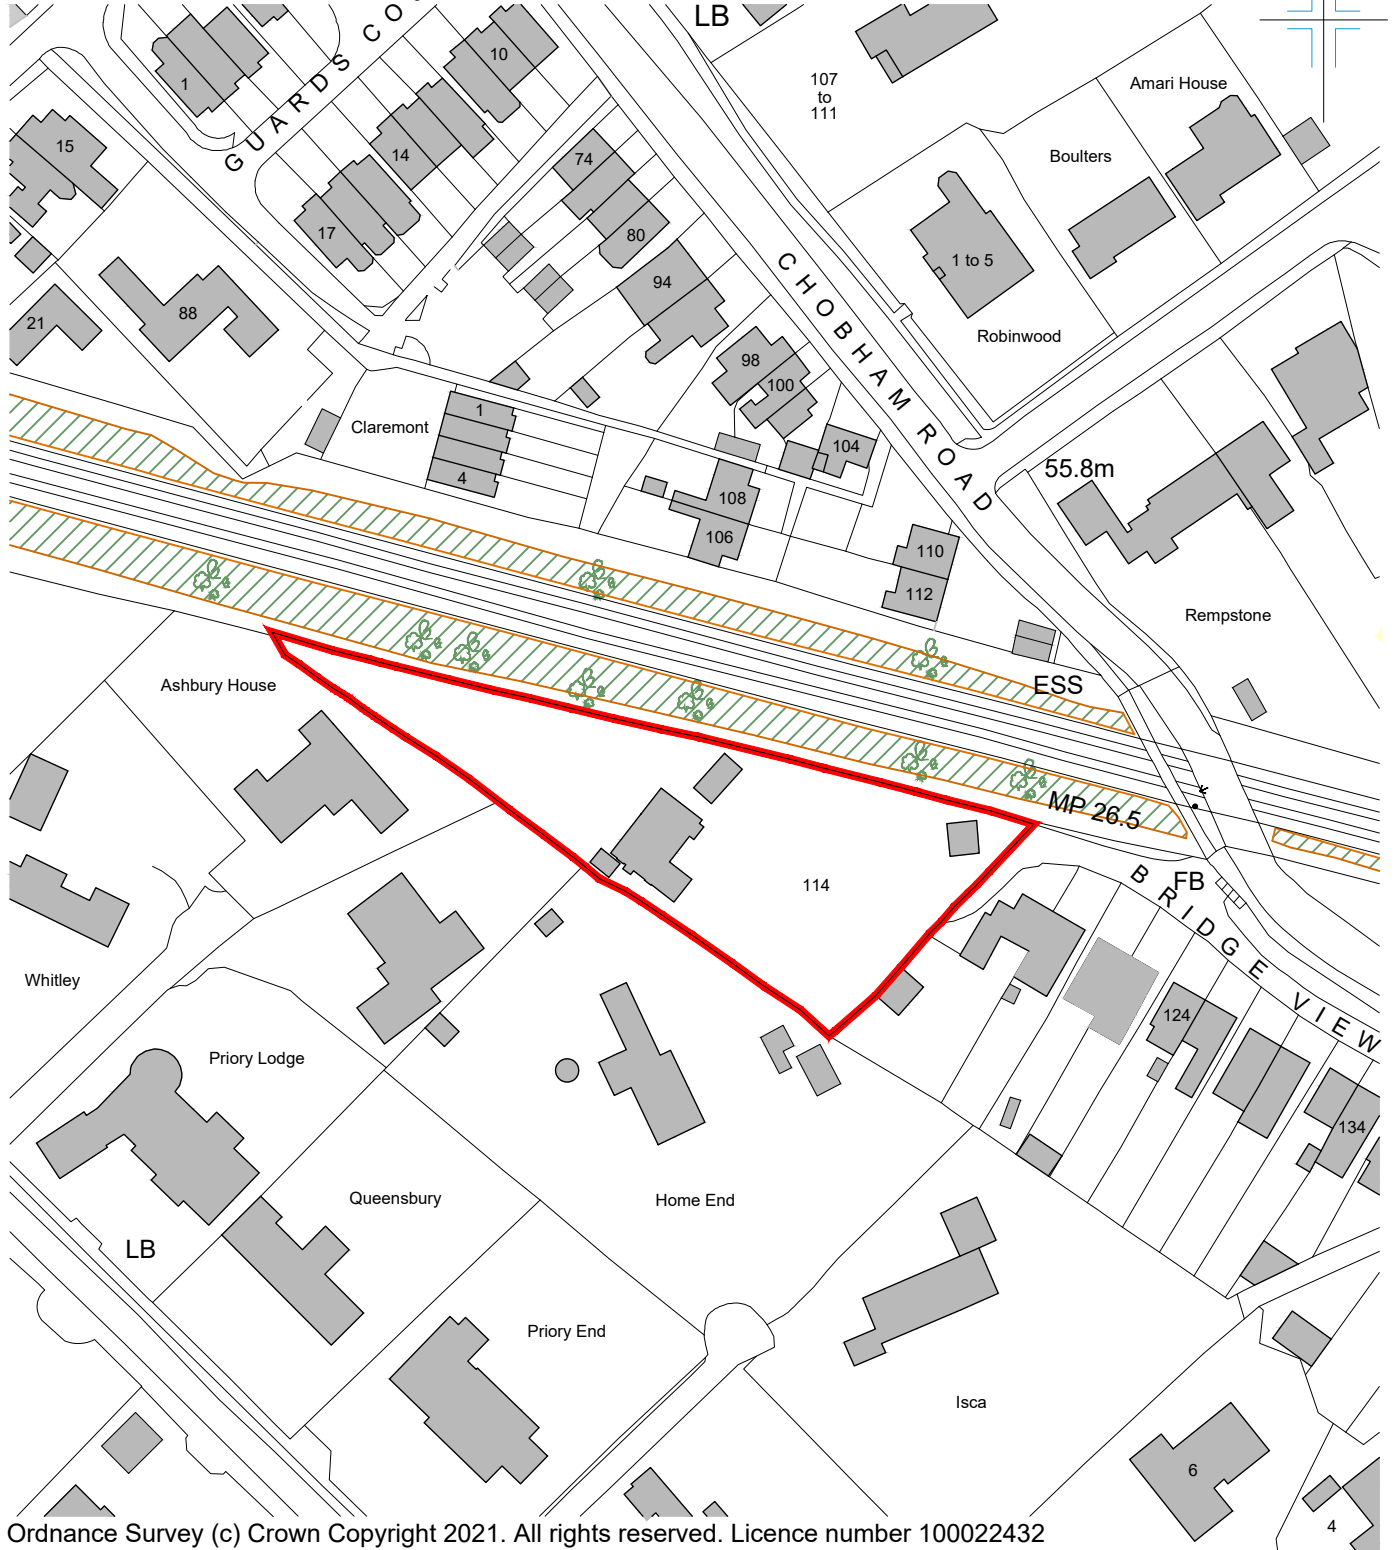 LB
GUARDS CO
10
1
107
to
111
Amari House
15
14
74
Boulters
17
80
1 to 5
94
88
21
Robinwood
CHOBHAM ROAD
98
100
1
Claremont
104
4
55.8m
108
106
110
112
Rempstone
Ashbury House
ESS
MP 26.5
114
FB
BRIDGE VIEW
Whitley
124
Priory Lodge
134
Queensbury
Home End
LB
Priory End
Isca
6
4
Ordnance Survey (c) Crown Copyright 2021. All rights reserved. Licence number 100022432